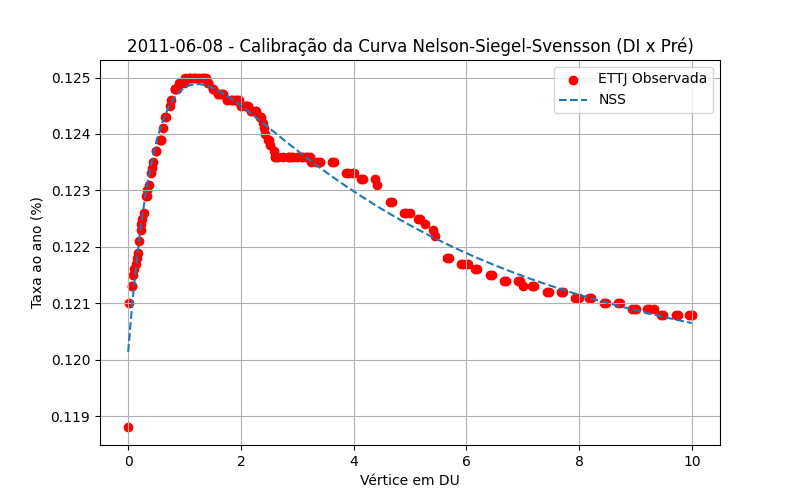 2011-06-08 - Calibração da Curva Nelson-Siegel-Svensson (DI x Pré)
ETTJ Observada
NSS
Taxa ao ano (%)
0.125
0.124
0.123
0.122
0.121
0.120
0.119
0 2 4 6 8 10
Vértice em DU